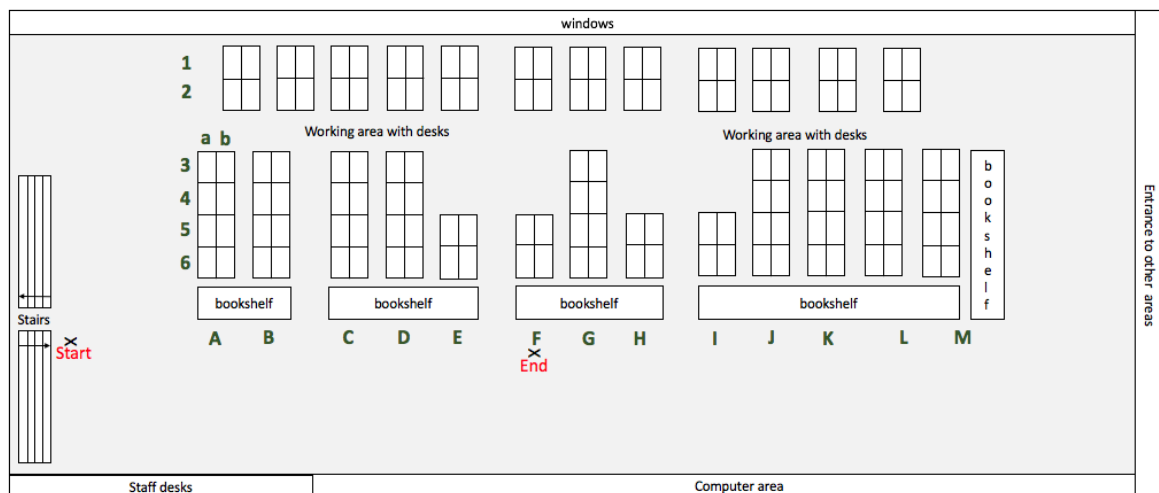 windows
1
2
Working area with desks
Working area with desks
a b
3
4
5
6
bookshelf
Entrance to other areas
bookshelf
bookshelf
bookshelf
bookshelf
Stairs
A B C D E F G H I J K L M
X
Start
X
End
Staff desks
Computer area